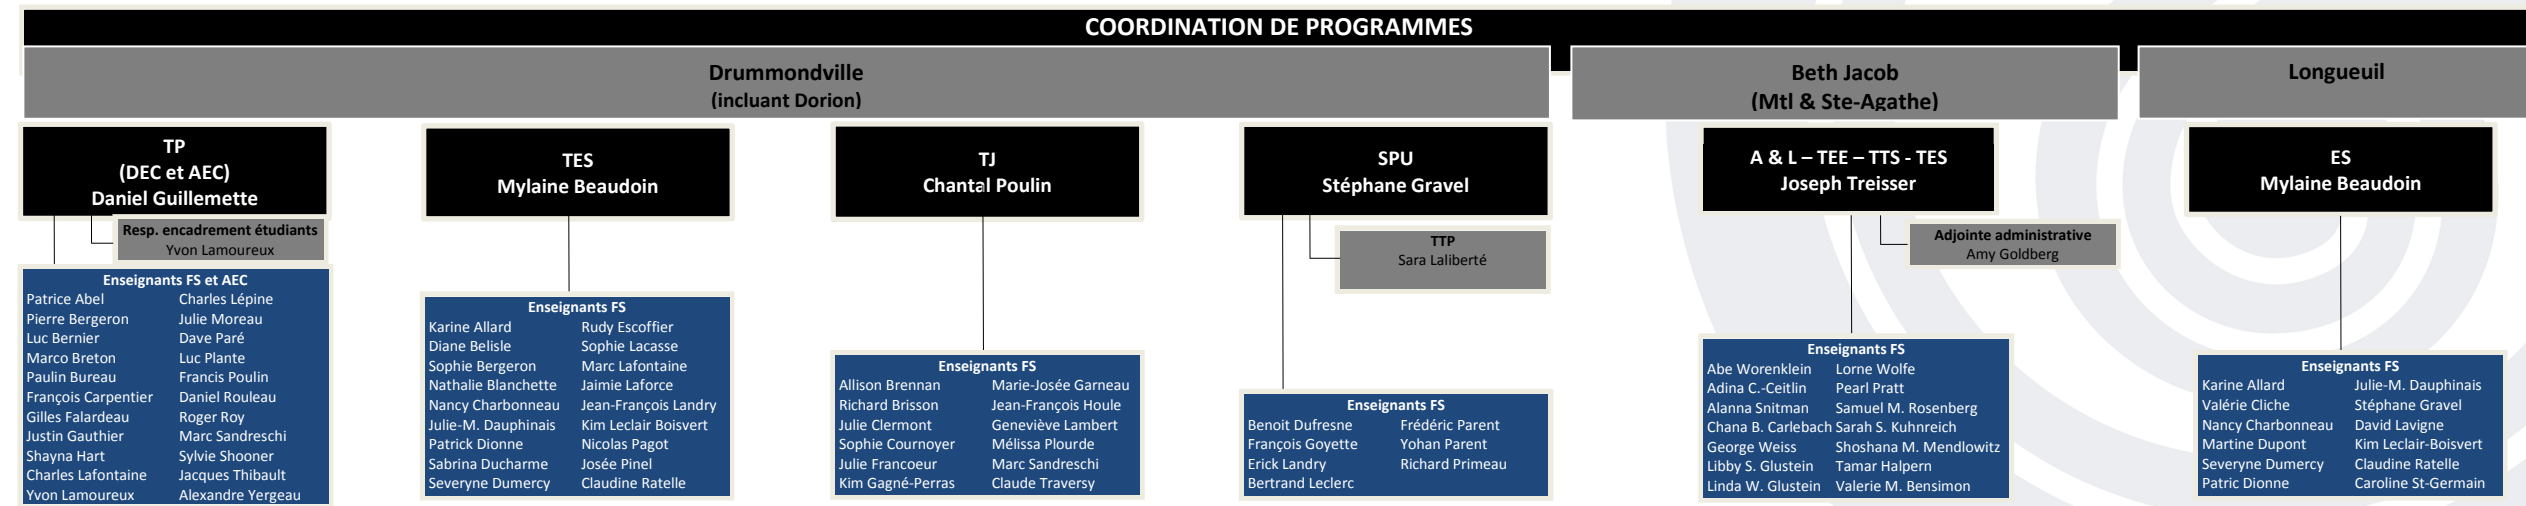 COORDINATION DE PROGRAMMES
Drummondville
(incluant Dorion)
Beth Jacob
(Mtl & Ste-Agathe)
Longueuil
TP
(DEC et AEC)
Daniel Guillemette
Resp. encadrement étudiants
Yvon Lamoureux
Enseignants FS et AEC
Patrice Abel Charles Lépine
Pierre Bergeron Julie Moreau
Luc Bernier Dave Paré
Marco Breton Luc Plante
Paulin Bureau Francis Poulin
François Carpentier Daniel Rouleau
Gilles Falardeau Roger Roy
Justin Gauthier Marc Sandreschi
Shayna Hart Sylvie Shooner
Charles Lafontaine Jacques Thibault
Yvon Lamoureux Alexandre Yergeau
TES
Mylaine Beaudoin
Enseignants FS
Karine Allard Rudy Escoffier
Diane Belisle Sophie Lacasse
Sophie Bergeron Marc Lafontaine
Nathalie Blanchette Jaimie Laforce
Nancy Charbonneau Jean-François Landry
Julie-M. Dauphinais Kim Leclair Boisvert
Patrick Dionne Nicolas Pagot
Sabrina Ducharme Josée Pinel
Severyne Dumercy Claudine Ratelle
TJ
Chantal Poulin
Enseignants FS
Allison Brennan Marie-Josée Garneau
Richard Brisson Jean-François Houle
Julie Clermont Geneviève Lambert
Sophie Cournoyer Mélissa Plourde
Julie Francoeur Marc Sandreschi
Kim Gagné-Perras Claude Traversy
SPU
Stéphane Gravel
TTP
Sara Laliberté
Enseignants FS
Benoit Dufresne Frédéric Parent
François Goyette Yohan Parent
Erick Landry Richard Primeau
Bertrand Leclerc
A & L – TEE – TTS - TES
Joseph Treisser
Adjointe administrative
Amy Goldberg
Enseignants FS
Abe Worenklein Lorne Wolfe
Adina C.-Ceitlin Pearl Pratt
Alanna Snitman Samuel M. Rosenberg
Chana B. Carlebach Sarah S. Kuhnreich
George Weiss Shoshana M. Mendlowitz
Libby S. Glustein Tamar Halpern
Linda W. Glustein Valerie M. Bensimon
ES
Mylaine Beaudoin
Enseignants FS
Karine Allard Julie-M. Dauphinais
Valérie Cliche Stéphane Gravel
Nancy Charbonneau David Lavigne
Martine Dupont Kim Leclair-Boisvert
Severyne Dumercy Claudine Ratelle
Patric Dionne Caroline St-Germain